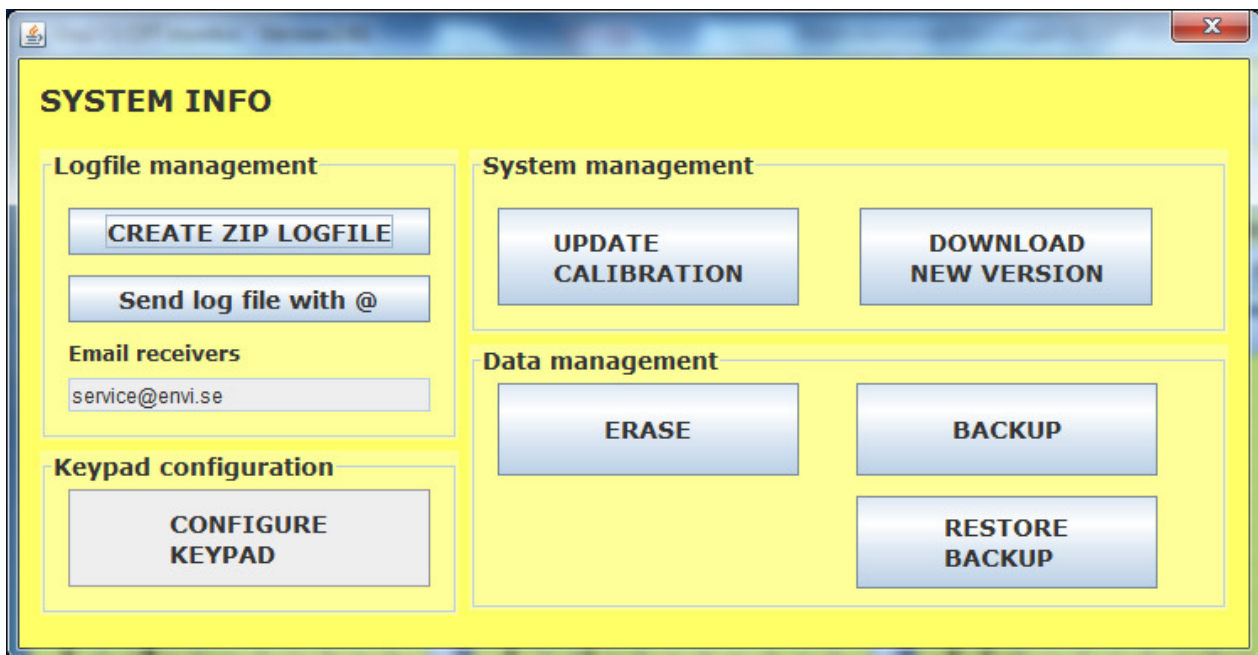 X
SYSTEM INFO
Logfile management
CREATE ZIP LOGFILE
Send log file with @
Email receivers
service@envi.se
Keypad configuration
CONFIGURE
KEYPAD
System management
UPDATE
CALIBRATION
DOWNLOAD
NEW VERSION
Data management
ERASE
BACKUP
RESTORE
BACKUP